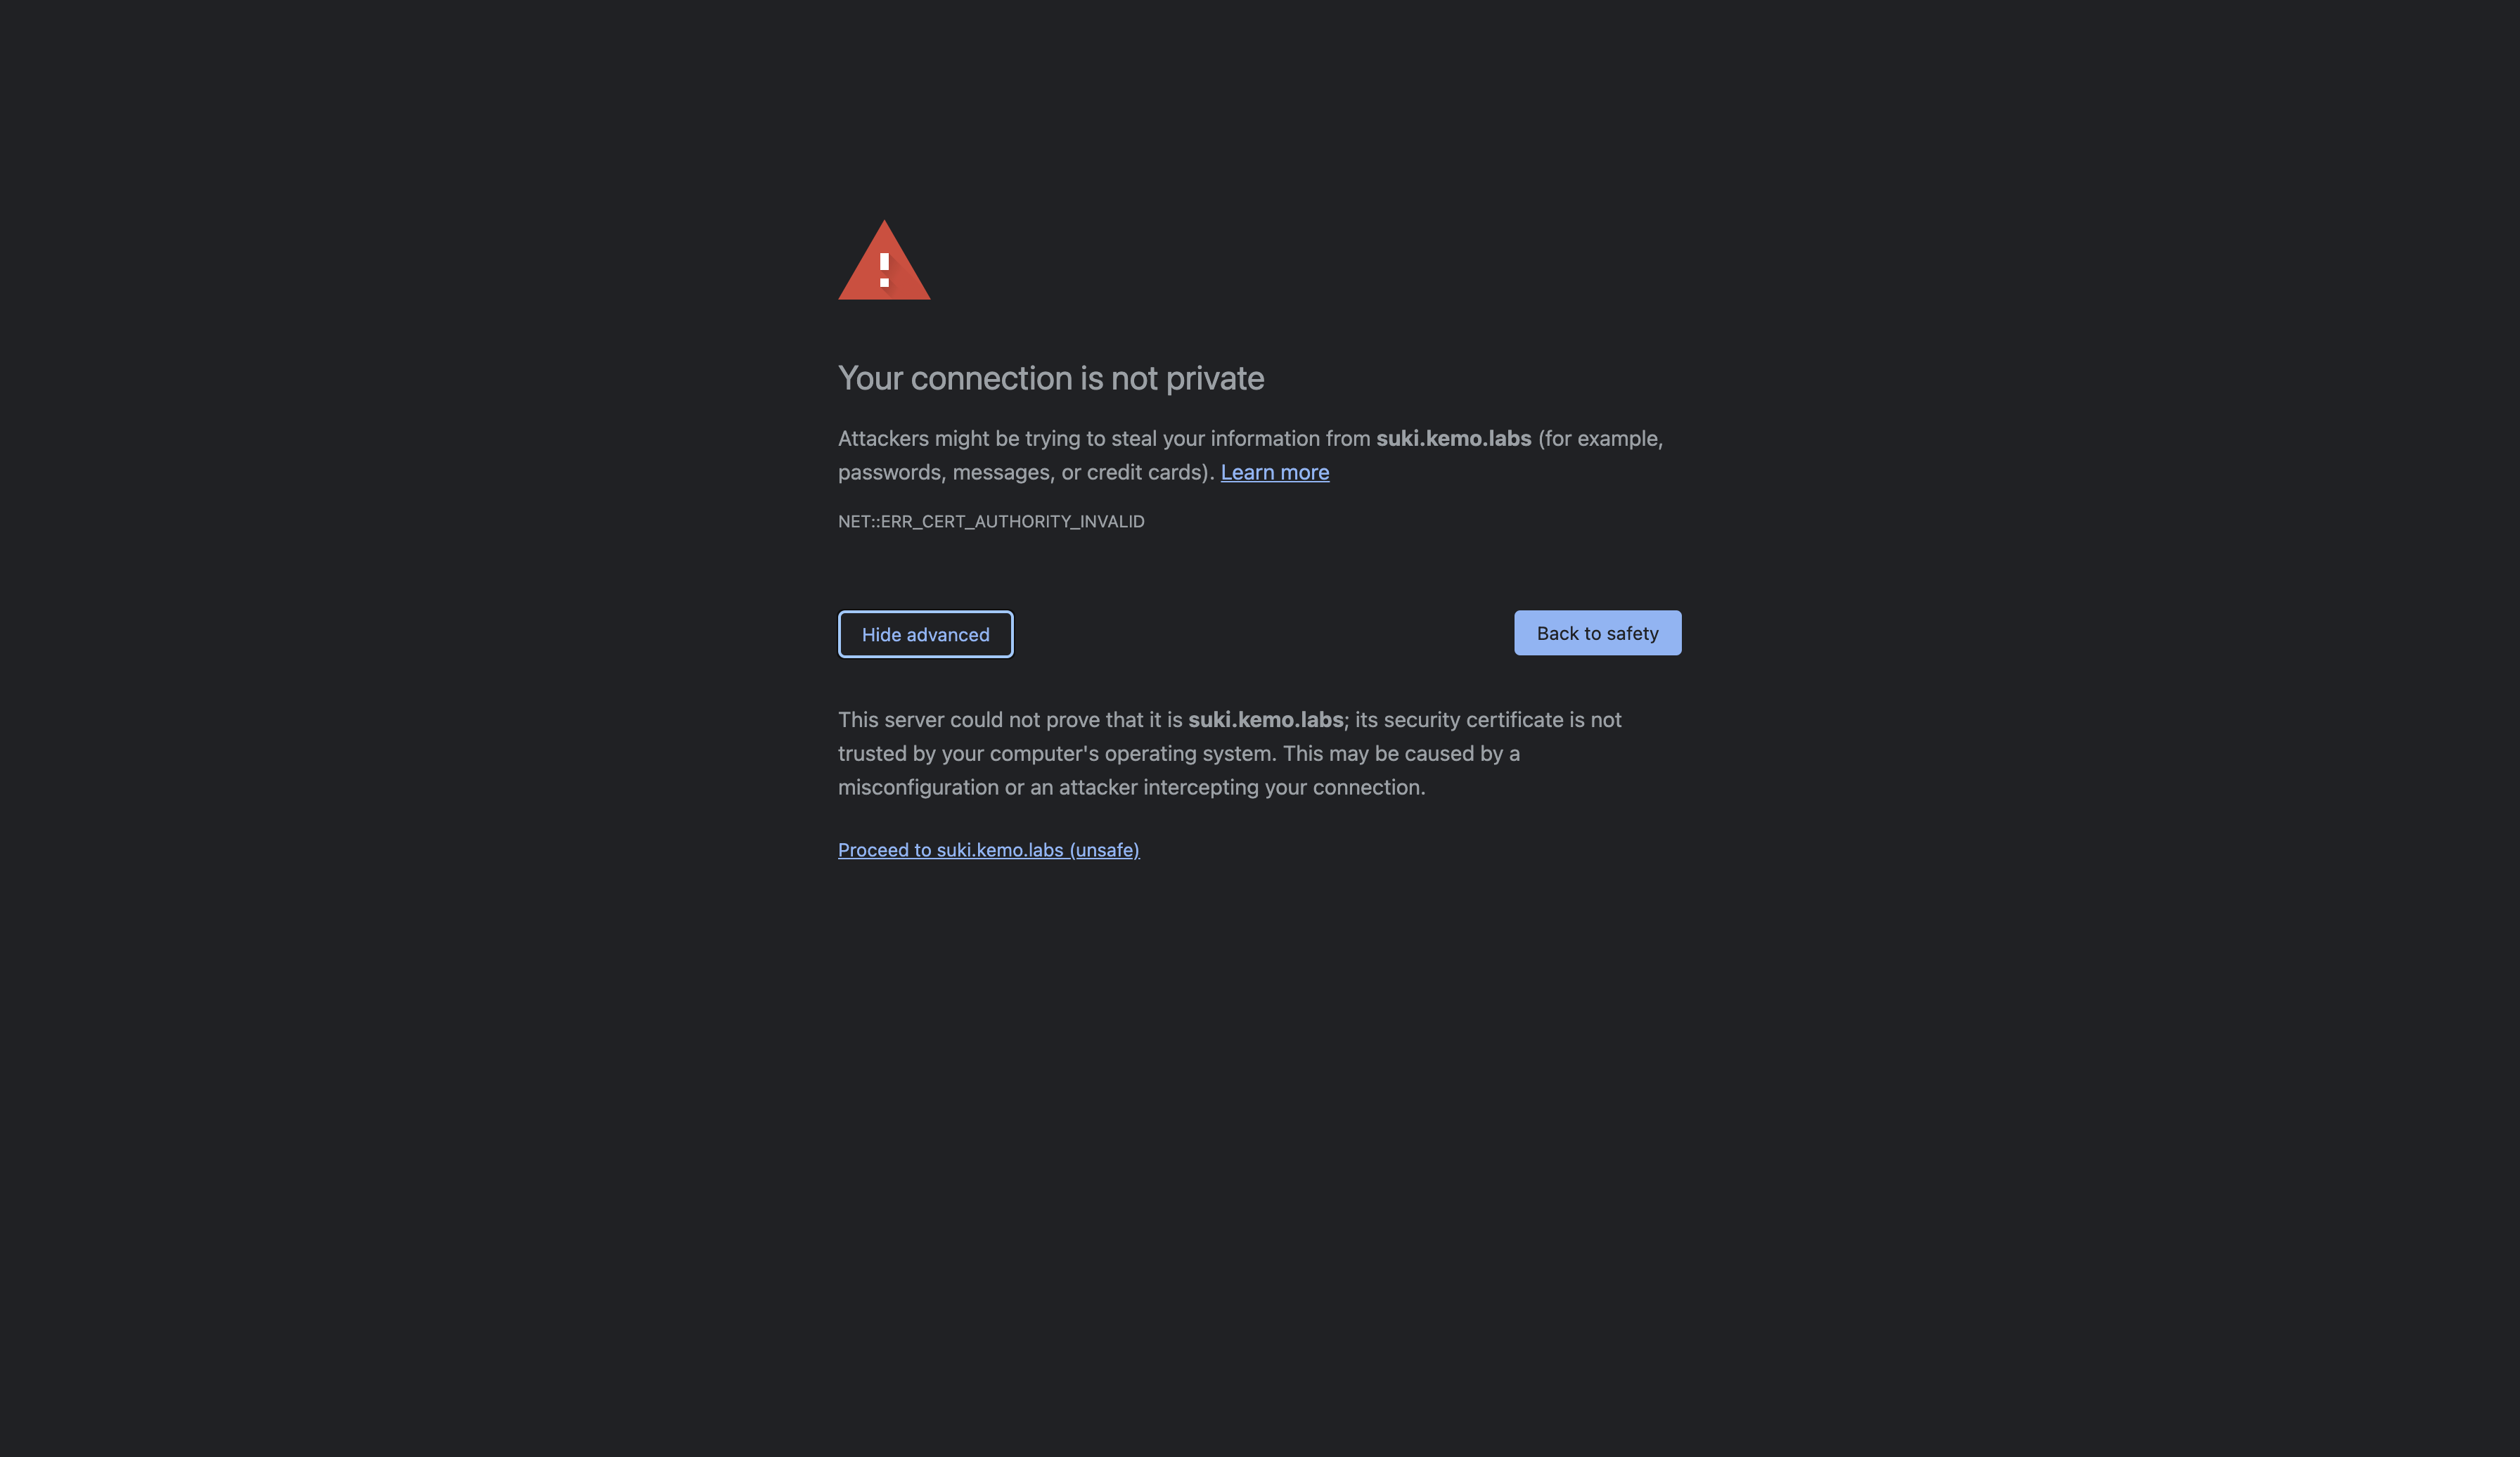 Your connection is not private
Attackers might be trying to steal your information from suki.kemo.labs (for example,
passwords, messages, or credit cards). Learn more
NET::ERR_CERT_AUTHORITY_INVALID
Hide advanced
Back to safety
This server could not prove that it is suki.kemo.labs; its security certificate is not
trusted by your computer's operating system. This may be caused by a
misconfiguration or an attacker intercepting your connection.
Proceed to suki.kemo.labs (unsafe)